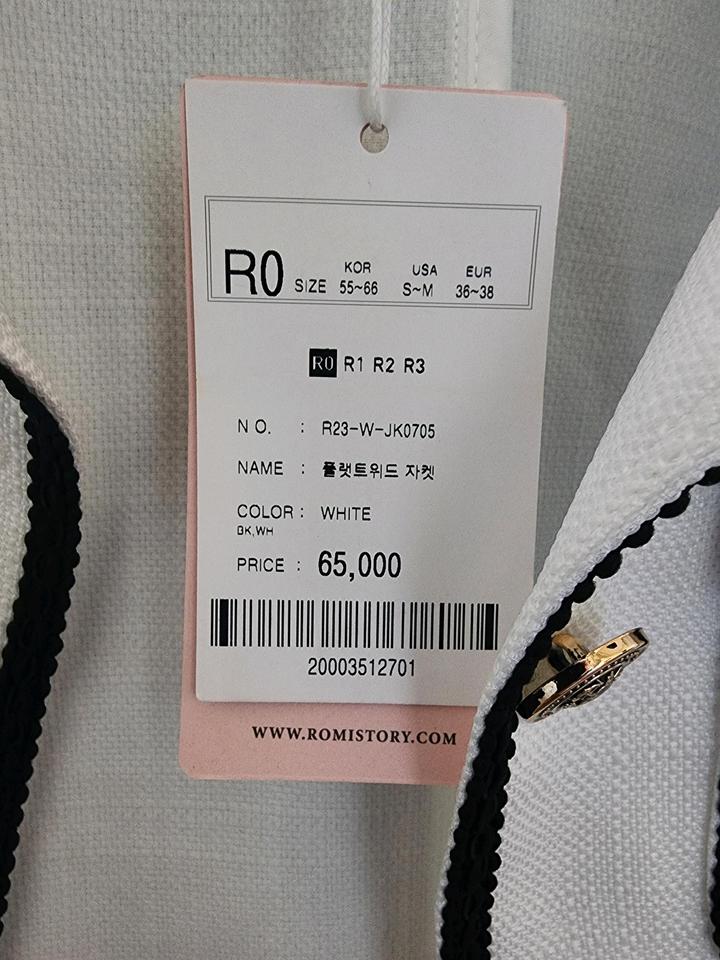 R0 SIZE KOR 55~66 USA S~M EUR 36~38
R0 R1 R2 R3
NO. : R23-W-JK0705
NAME : 플랫트위드 자켓
COLOR : WHITE
BK,WH
PRICE : 65,000
20003512701
WWW.ROMISTORY.COM